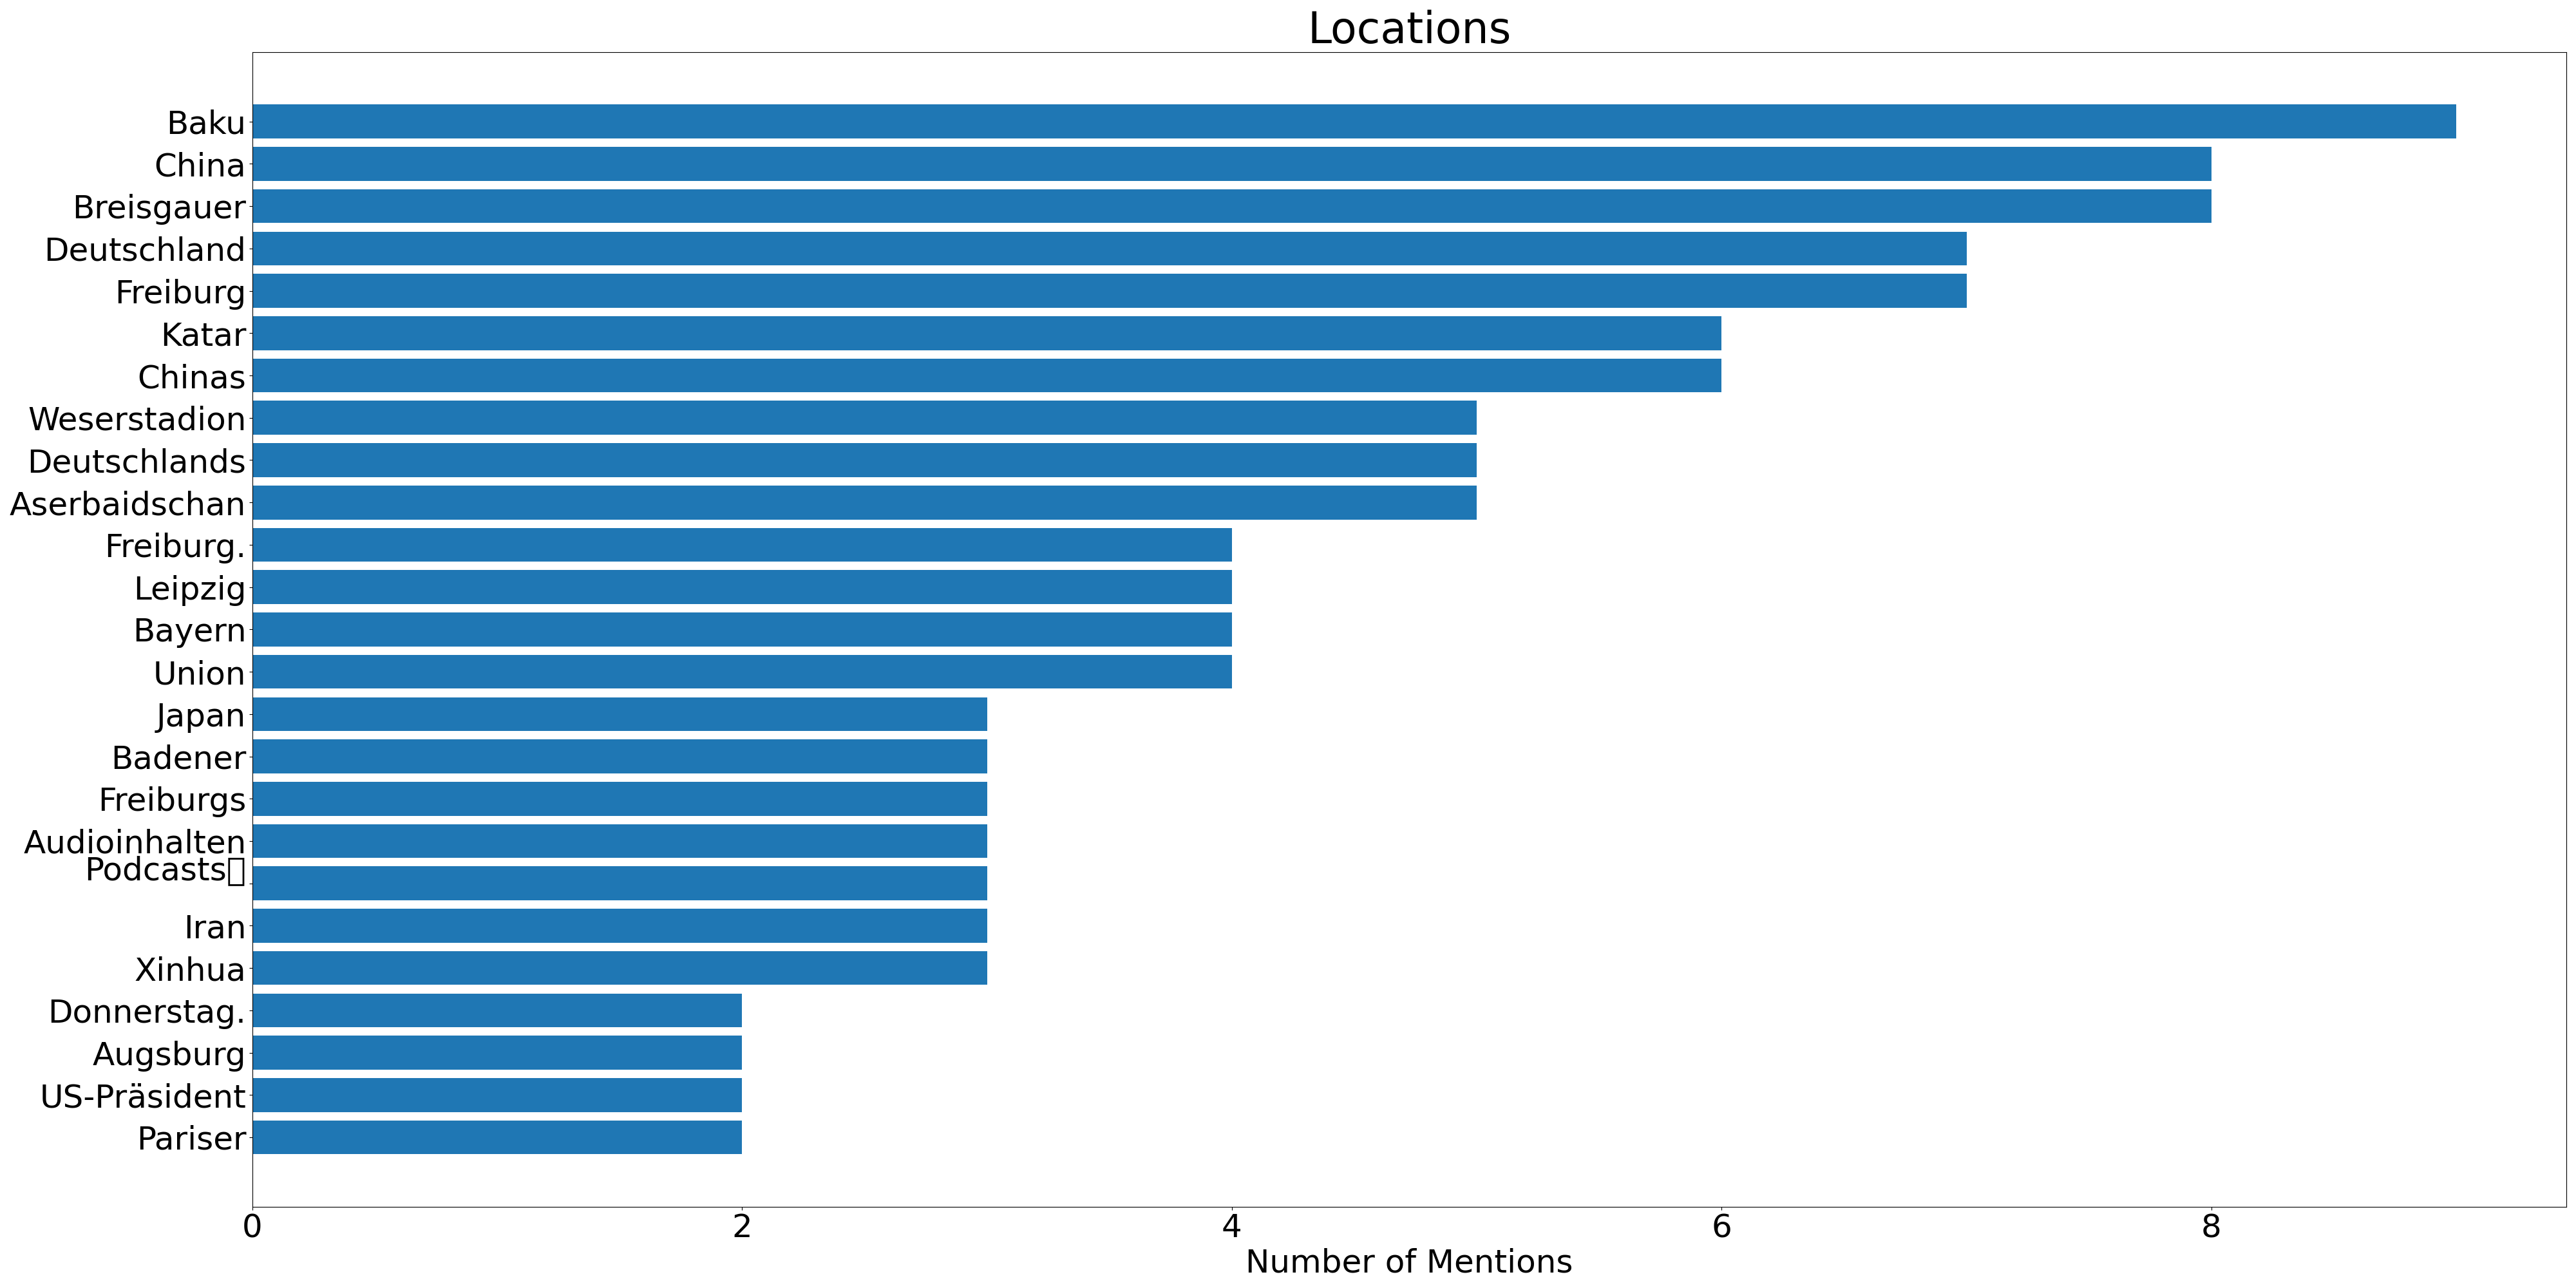 Locations
Baku
China
Breisgauer
Deutschland
Freiburg
Katar
Chinas
Weserstadion
Deutschlands
Aserbaidschan
Freiburg.
Leipzig
Bayern
Union
Japan
Badener
Freiburgs
Audioinhalten
Podcasts▯
Iran
Xinhua
Donnerstag.
Augsburg
US-Präsident
Pariser
0 2 4 6 8
Number of Mentions